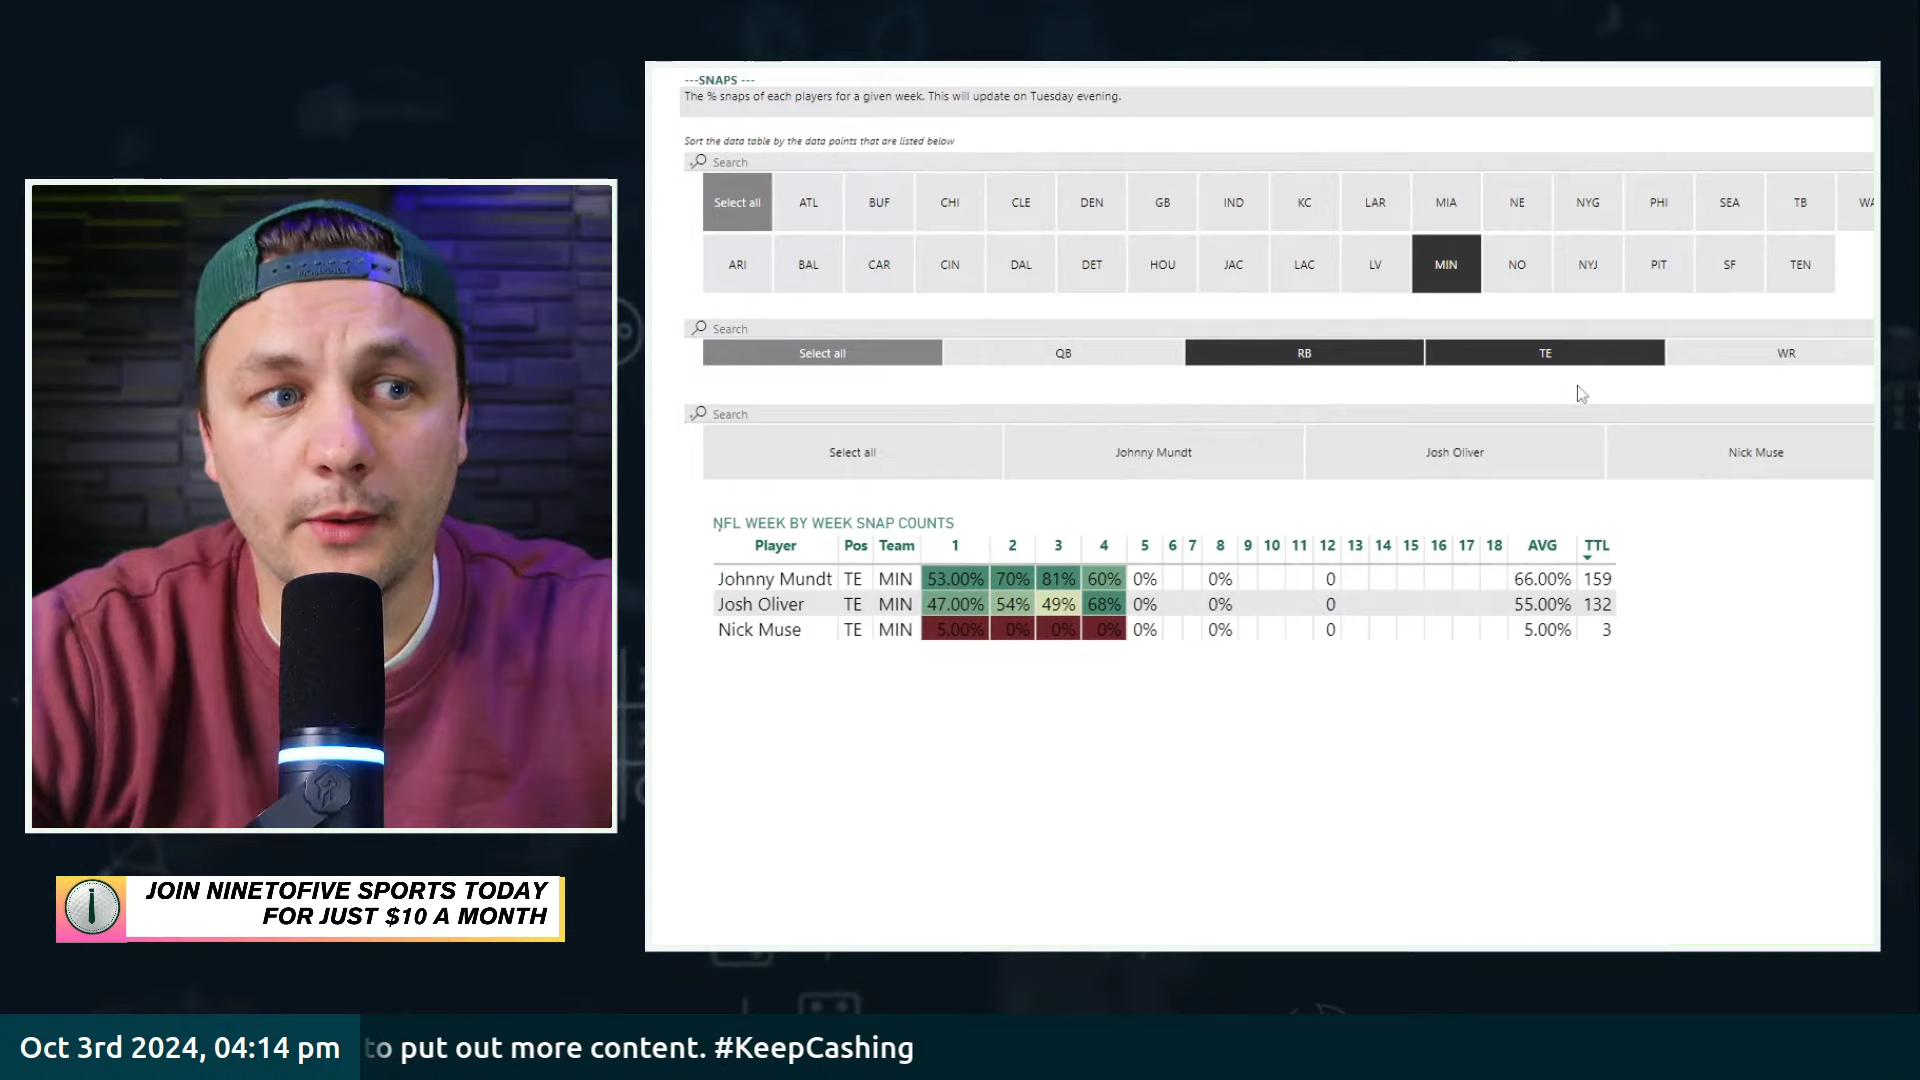 ---SNAPS ---
The % snaps of each players for a given week. This will update on Tuesday evening.
Sort the data table by the data points that are listed below
Search
Select all ATL BUF CHI CLE DEN GB IND KC LAR MIA NE NYG PHI SEA TB
ARI BAL CAR CIN DAL DET HOU JAC LAC LV MIN NO NYJ PIT SF TEN
Search
Select all QB RB TE WR
Search
Select all Johnny Mundt Josh Oliver Nick Muse
NFL WEEK BY WEEK SNAP COUNTS
Player Pos Team 1 2 3 4 5 6 7 8 9 10 11 12 13 14 15 16 17 18 AVG TTL
Johnny Mundt TE MIN 53.00% 70% 81% 60% 0% 0% 0 66.00% 159
Josh Oliver TE MIN 47.00% 54% 49% 68% 0% 0% 0 55.00% 132
Nick Muse TE MIN 5.00% 0% 0% 0% 0% 0% 0 5.00% 3
JOIN NINETOFIVE SPORTS TODAY
FOR JUST $10 A MONTH
Oct 3rd 2024, 04:14 pm to put out more content. #KeepCashing